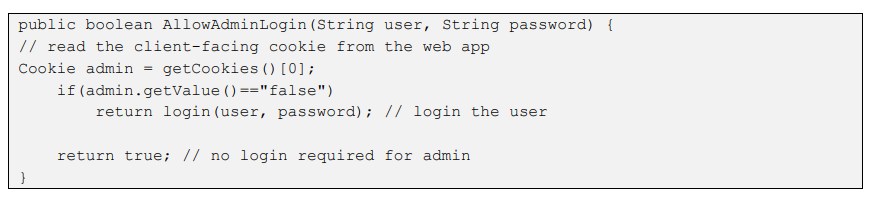 public boolean AllowAdminLogin(String user, String password) {
// read the client-facing cookie from the web app
Cookie admin = getCookies()[0];
    if(admin.getValue()=="false")
        return login(user, password); // login the user

    return true; // no login required for admin
}